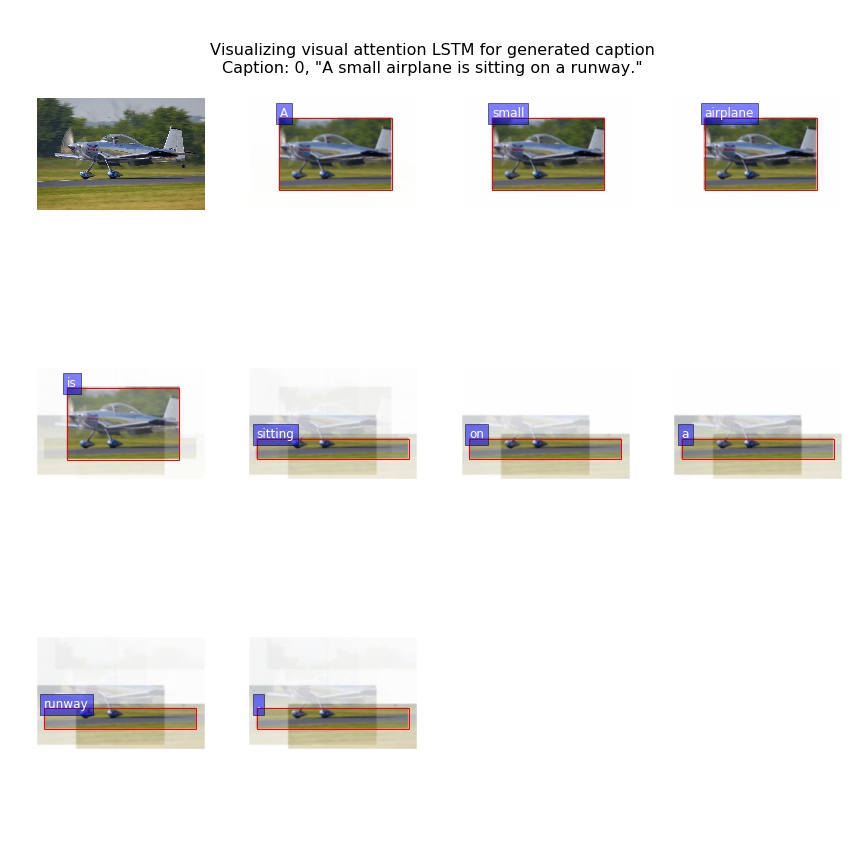 Visualizing visual attention LSTM for generated caption
Caption: 0, "A small airplane is sitting on a runway."
A
small
airplane
is
sitting
on
a
runway